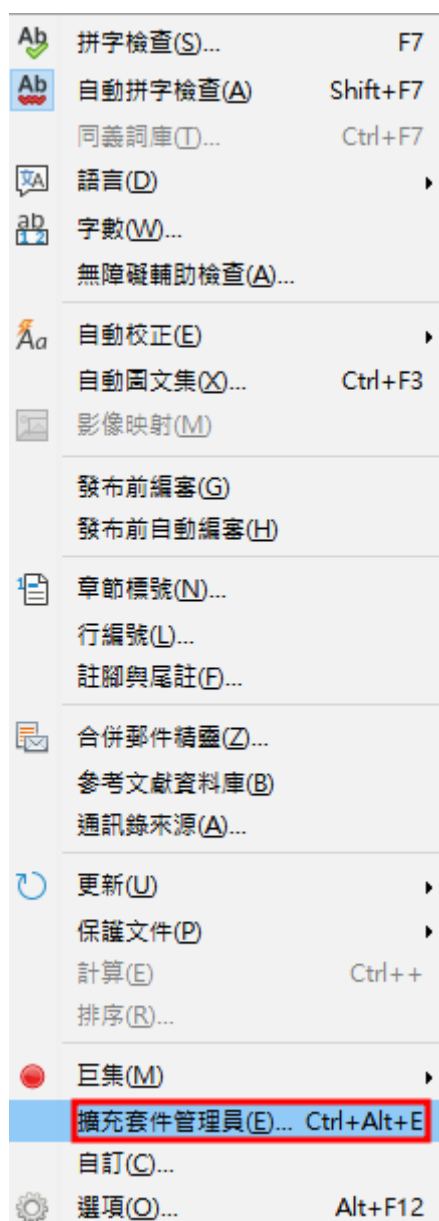 拼字檢查(S)... F7
自動拼字檢查(A) Shift+F7
同義詞庫(T)... Ctrl+F7
語言(D)
字數(W)...
無障礙輔助檢查(A)...
自動校正(E)
自動圖文集(X)... Ctrl+F3
影像映射(M)
發布前編審(G)
發布前自動編審(H)
章節標號(N)...
行編號(L)...
註腳與尾註(F)...
合併郵件精靈(Z)...
參考文獻資料庫(B)
通訊錄來源(A)...
更新(U)
保護文件(P)
計算(E) Ctrl++
排序(R)...
巨集(M)
擴充套件管理員(E)... Ctrl+Alt+E
自訂(C)...
選項(O)... Alt+F12